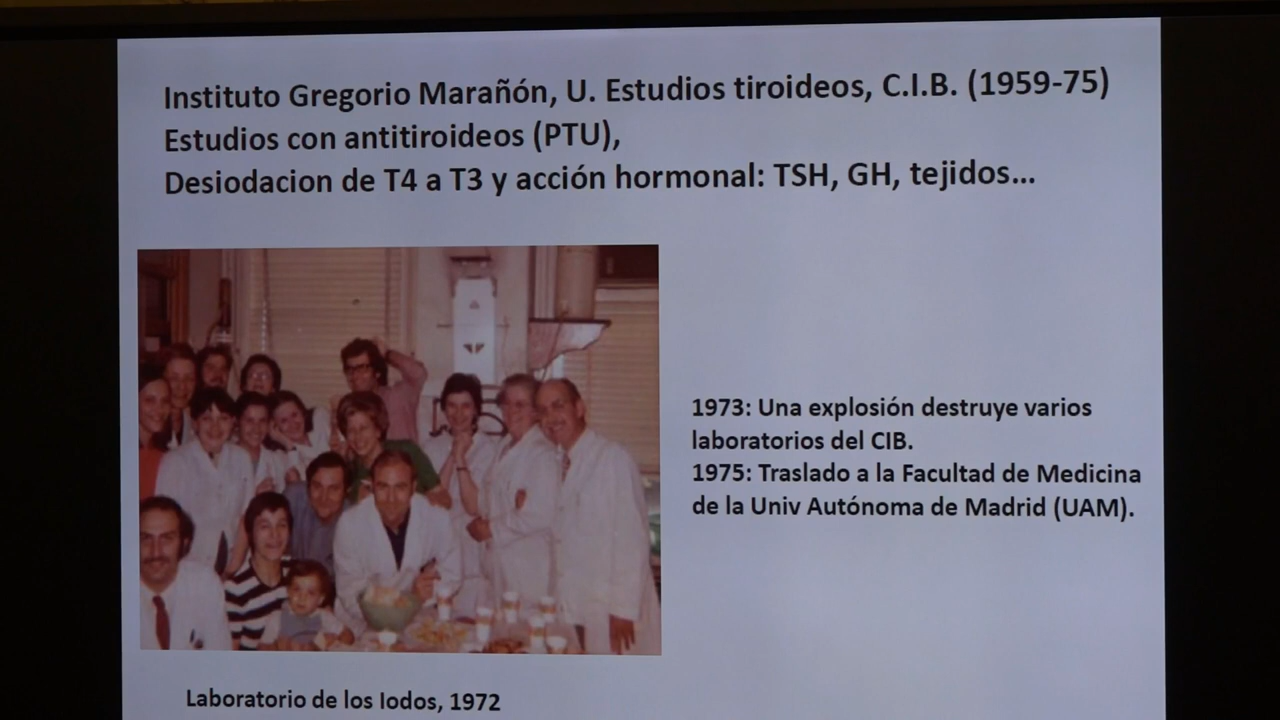 Instituto Gregorio Marañón, U. Estudios tiroideos, C.I.B. (1959-75)
Estudios con antitiroideos (PTU),
Desiodacion de T4 a T3 y acción hormonal: TSH, GH, tejidos...
1973: Una explosión destruye varios
laboratorios del CIB.
1975: Traslado a la Facultad de Medicina
de la Univ Autónoma de Madrid (UAM).
Laboratorio de los Iodos, 1972